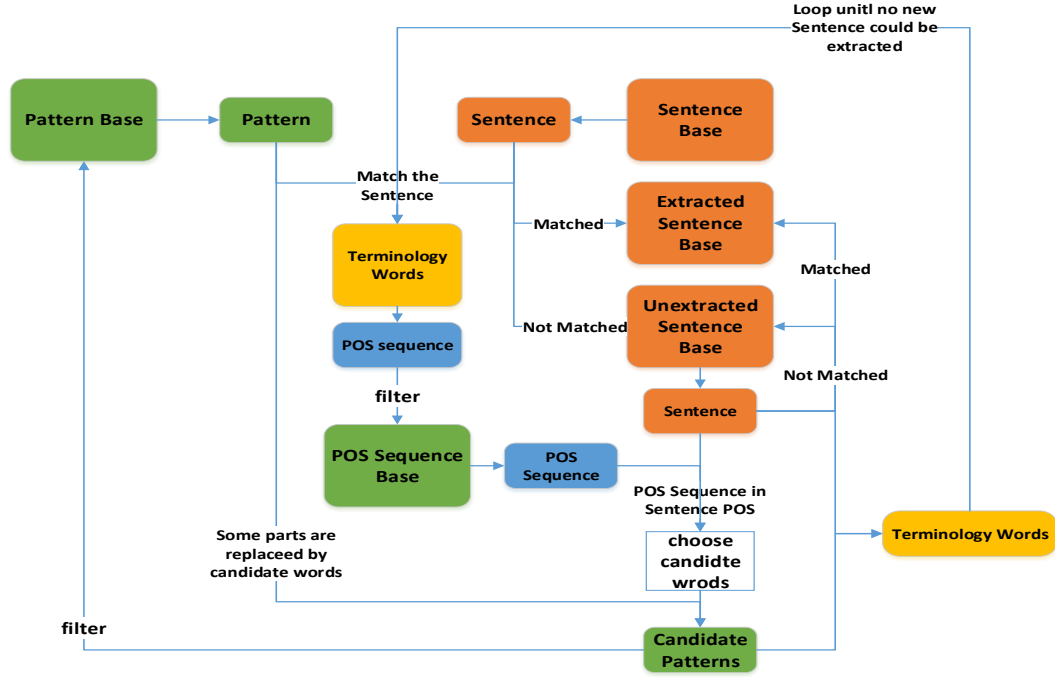 Loop unitl no new
Sentence could be
extracted
Pattern Base
Pattern
Sentence
Sentence
Base
Match the
Sentence
Extracted
Sentence
Base
Matched
Terminology
Words
Matched
Unextracted
Sentence
Base
Not Matched
POS sequence
Not Matched
filter
Sentence
POS Sequence
Base
POS
Sequence
POS Sequence in
Sentence POS
Some parts are
replaceed by
candidate words
choose
candidte
wrods
Terminology Words
filter
Candidate
Patterns